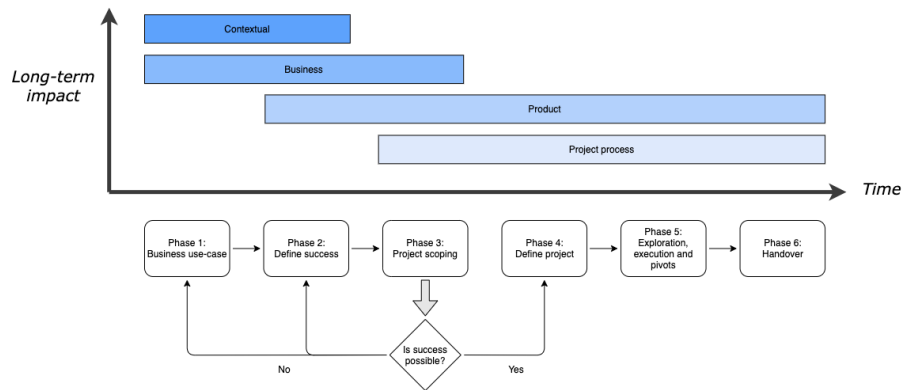 Contextual
Business
Long-term
impact
Product
Project process
Time
Phase 1:
Business use-case
Phase 2:
Define success
Phase 3:
Project scoping
Phase 4:
Define project
Phase 5:
Exploration,
execution and
pivots
Phase 6:
Handover
Is success
possible?
No
Yes